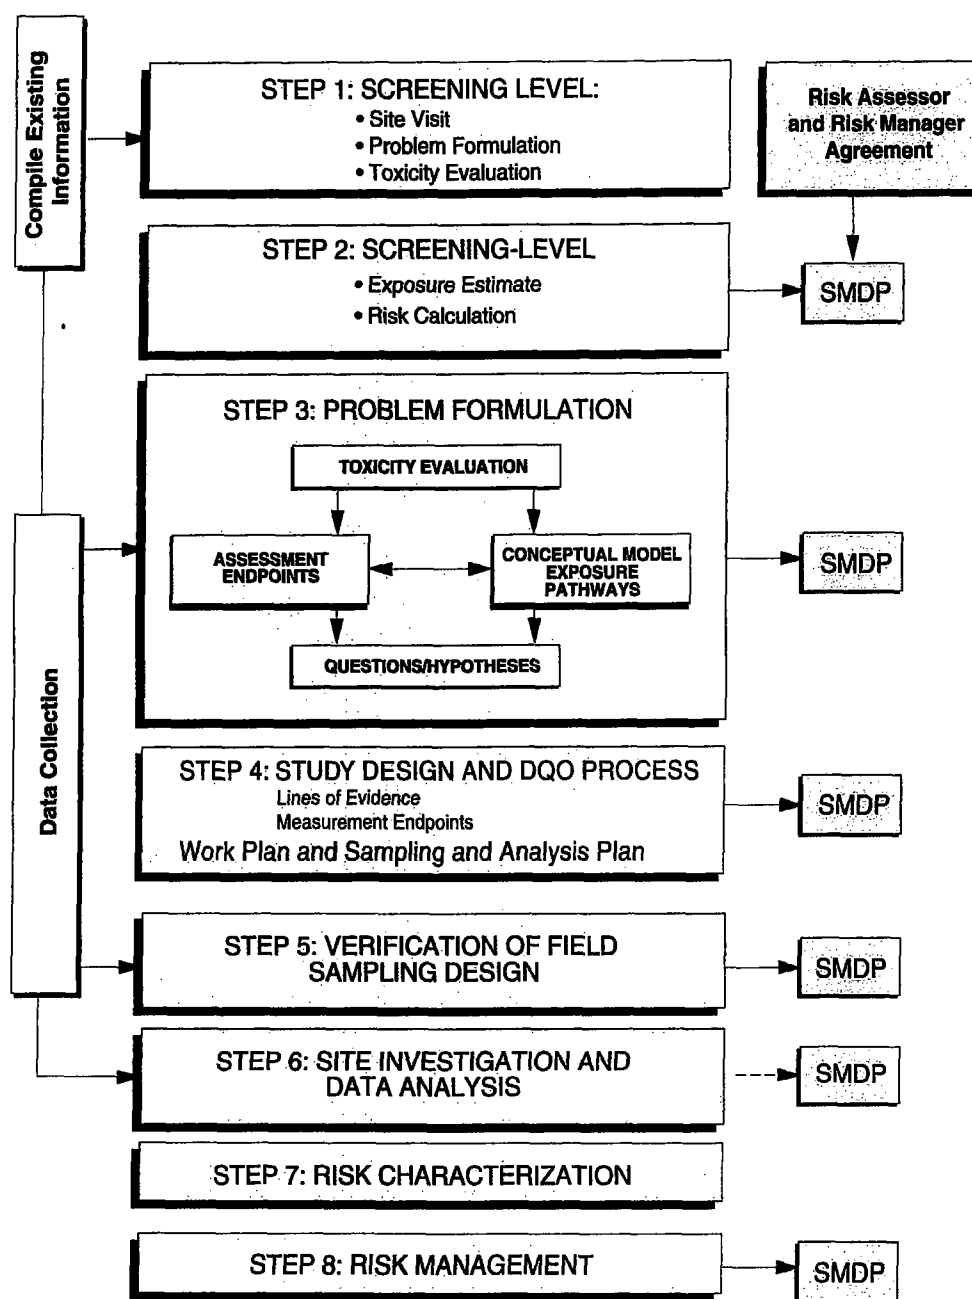 Compile Existing
Information
STEP 1: SCREENING LEVEL:
• Site Visit
• Problem Formulation
• Toxicity Evaluation
Risk Assessor
and Risk Manager
Agreement
STEP 2: SCREENING-LEVEL
• Exposure Estimate
• Risk Calculation
SMDP
STEP 3: PROBLEM FORMULATION
TOXICITY EVALUATION
ASSESSMENT
ENDPOINTS
CONCEPTUAL MODEL
EXPOSURE
PATHWAYS
QUESTIONS/HYPOTHESES
SMDP
Data Collection
STEP 4: STUDY DESIGN AND DQO PROCESS
Lines of Evidence
Measurement Endpoints
Work Plan and Sampling and Analysis Plan
SMDP
STEP 5: VERIFICATION OF FIELD
SAMPLING DESIGN
SMDP
STEP 6: SITE INVESTIGATION AND
DATA ANALYSIS
SMDP
STEP 7: RISK CHARACTERIZATION
STEP 8: RISK MANAGEMENT
SMDP